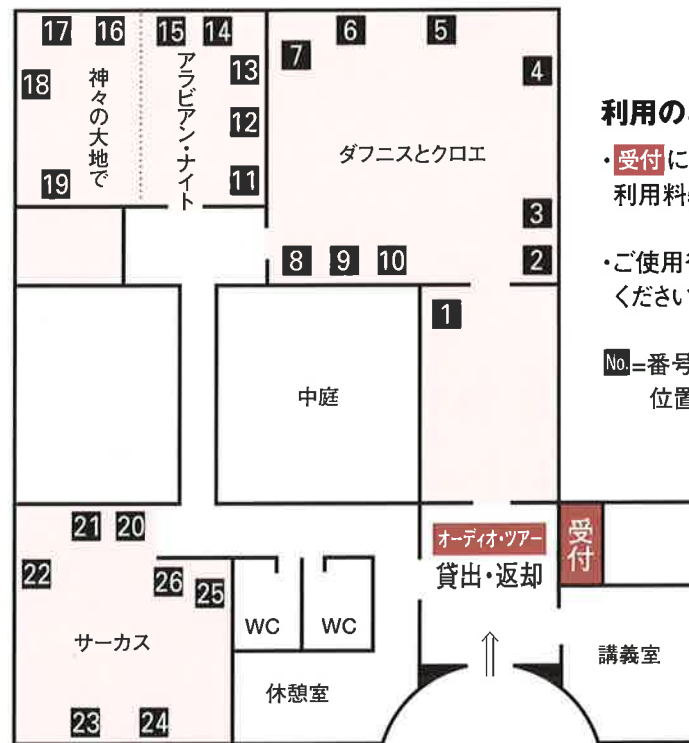 17
16
15
14
6
5
7
13
4
18
神々の大地で
アラビアン・ナイト
12
ダフニスとクロエ
19
11
3
8
9
10
2
1
中庭
21
20
22
26
25
サーカス
23
24
WC
WC
休憩室
オーディオ・ツアー
貸出・返却
受付
講義室
利用の
・受付に
利用料
・ご使用
ください
No.=番号
位置